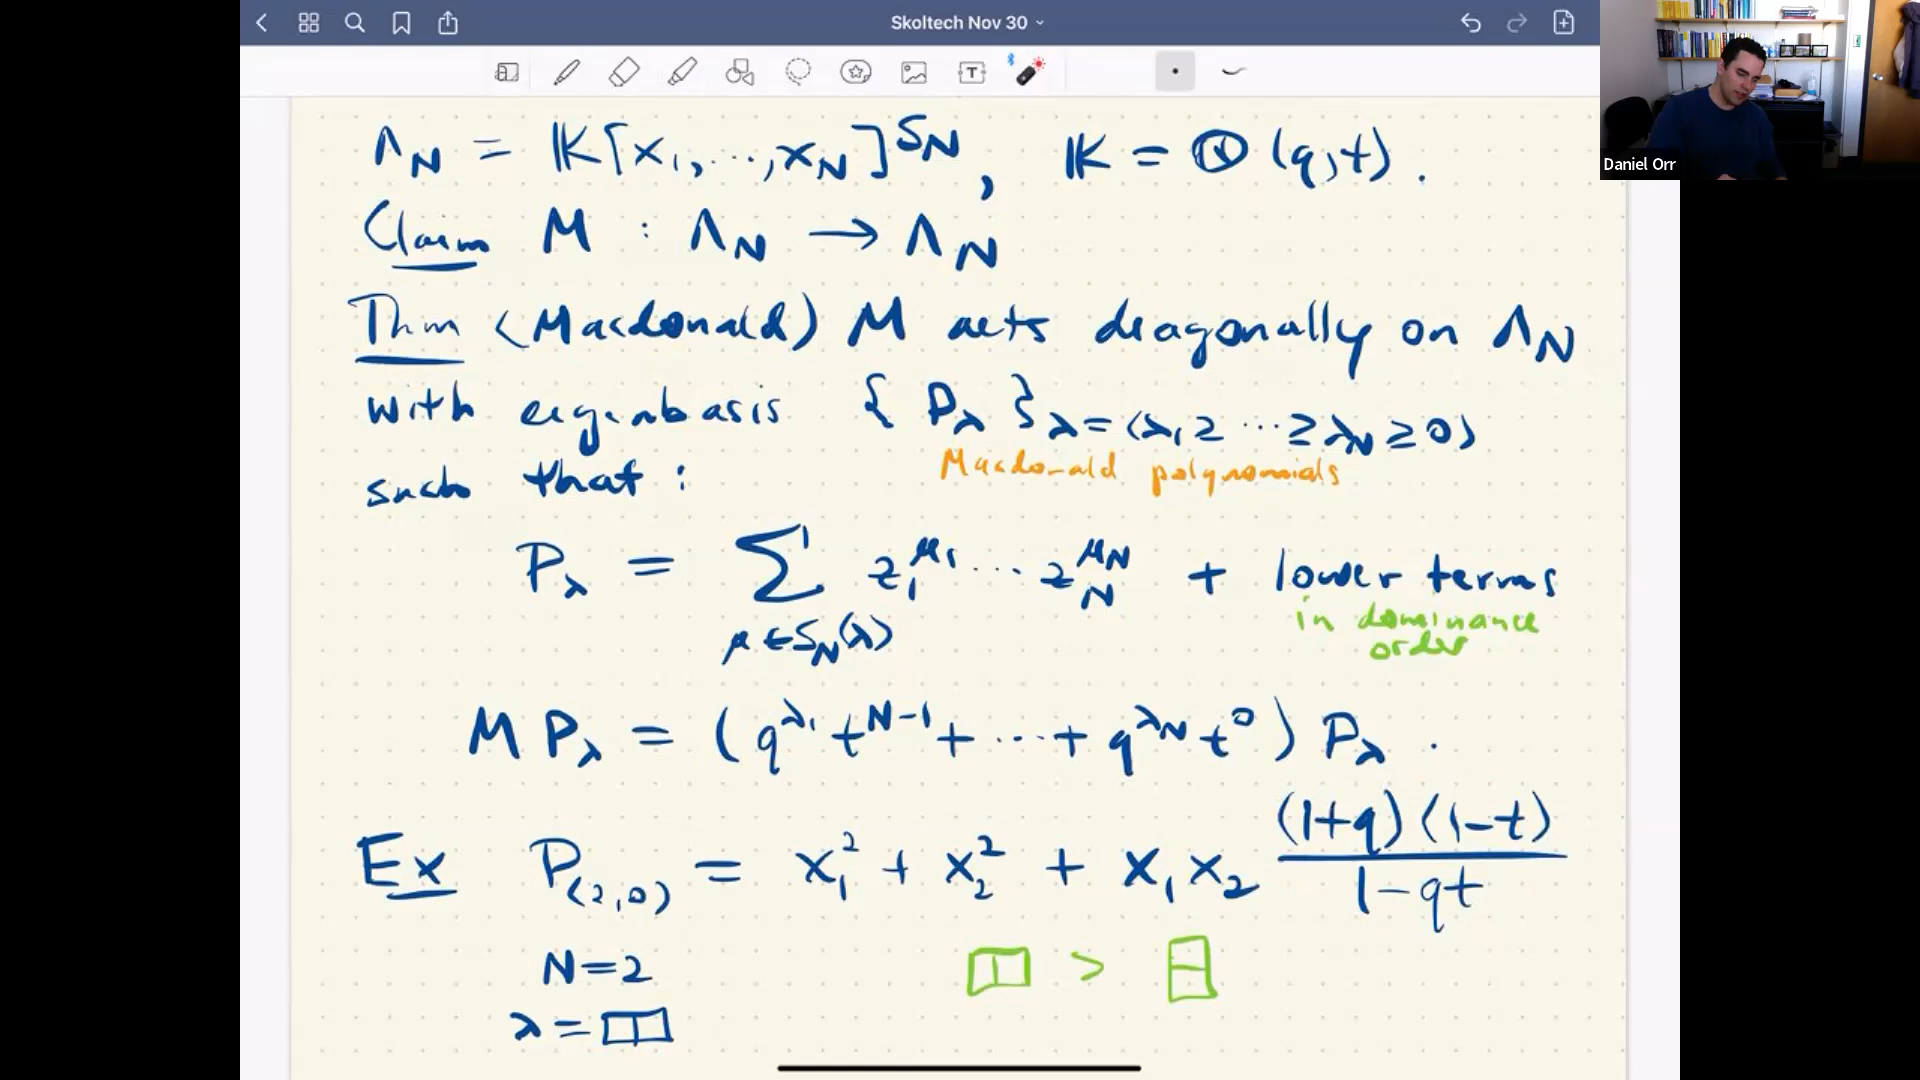 Skoltech Nov 30
Daniel Orr
Λ_N = 𝕂[x_1, ..., x_N]^{S_N}, 𝕂 = ℚ(q,t).
Claim M : Λ_N → Λ_N
Thm (Macdonald) M acts diagonally on Λ_N
with eigenbasis { P_λ }_{λ = (λ_1 ≥ ... ≥ λ_N ≥ 0)}
Macdonald polynomials
such that :
P_λ = ∑_{μ ∈ S_N(λ)} z_1^{μ_1} ... z_N^{μ_N} + lower terms
in dominance
order
M P_λ = (q^{λ_1} t^{N-1} + ... + q^{λ_N} t^0) P_λ .
Ex P_{(2,0)} = x_1^2 + x_2^2 + x_1 x_2 \frac{(1+q)(1-t)}{1-qt}
N = 2
>
λ =